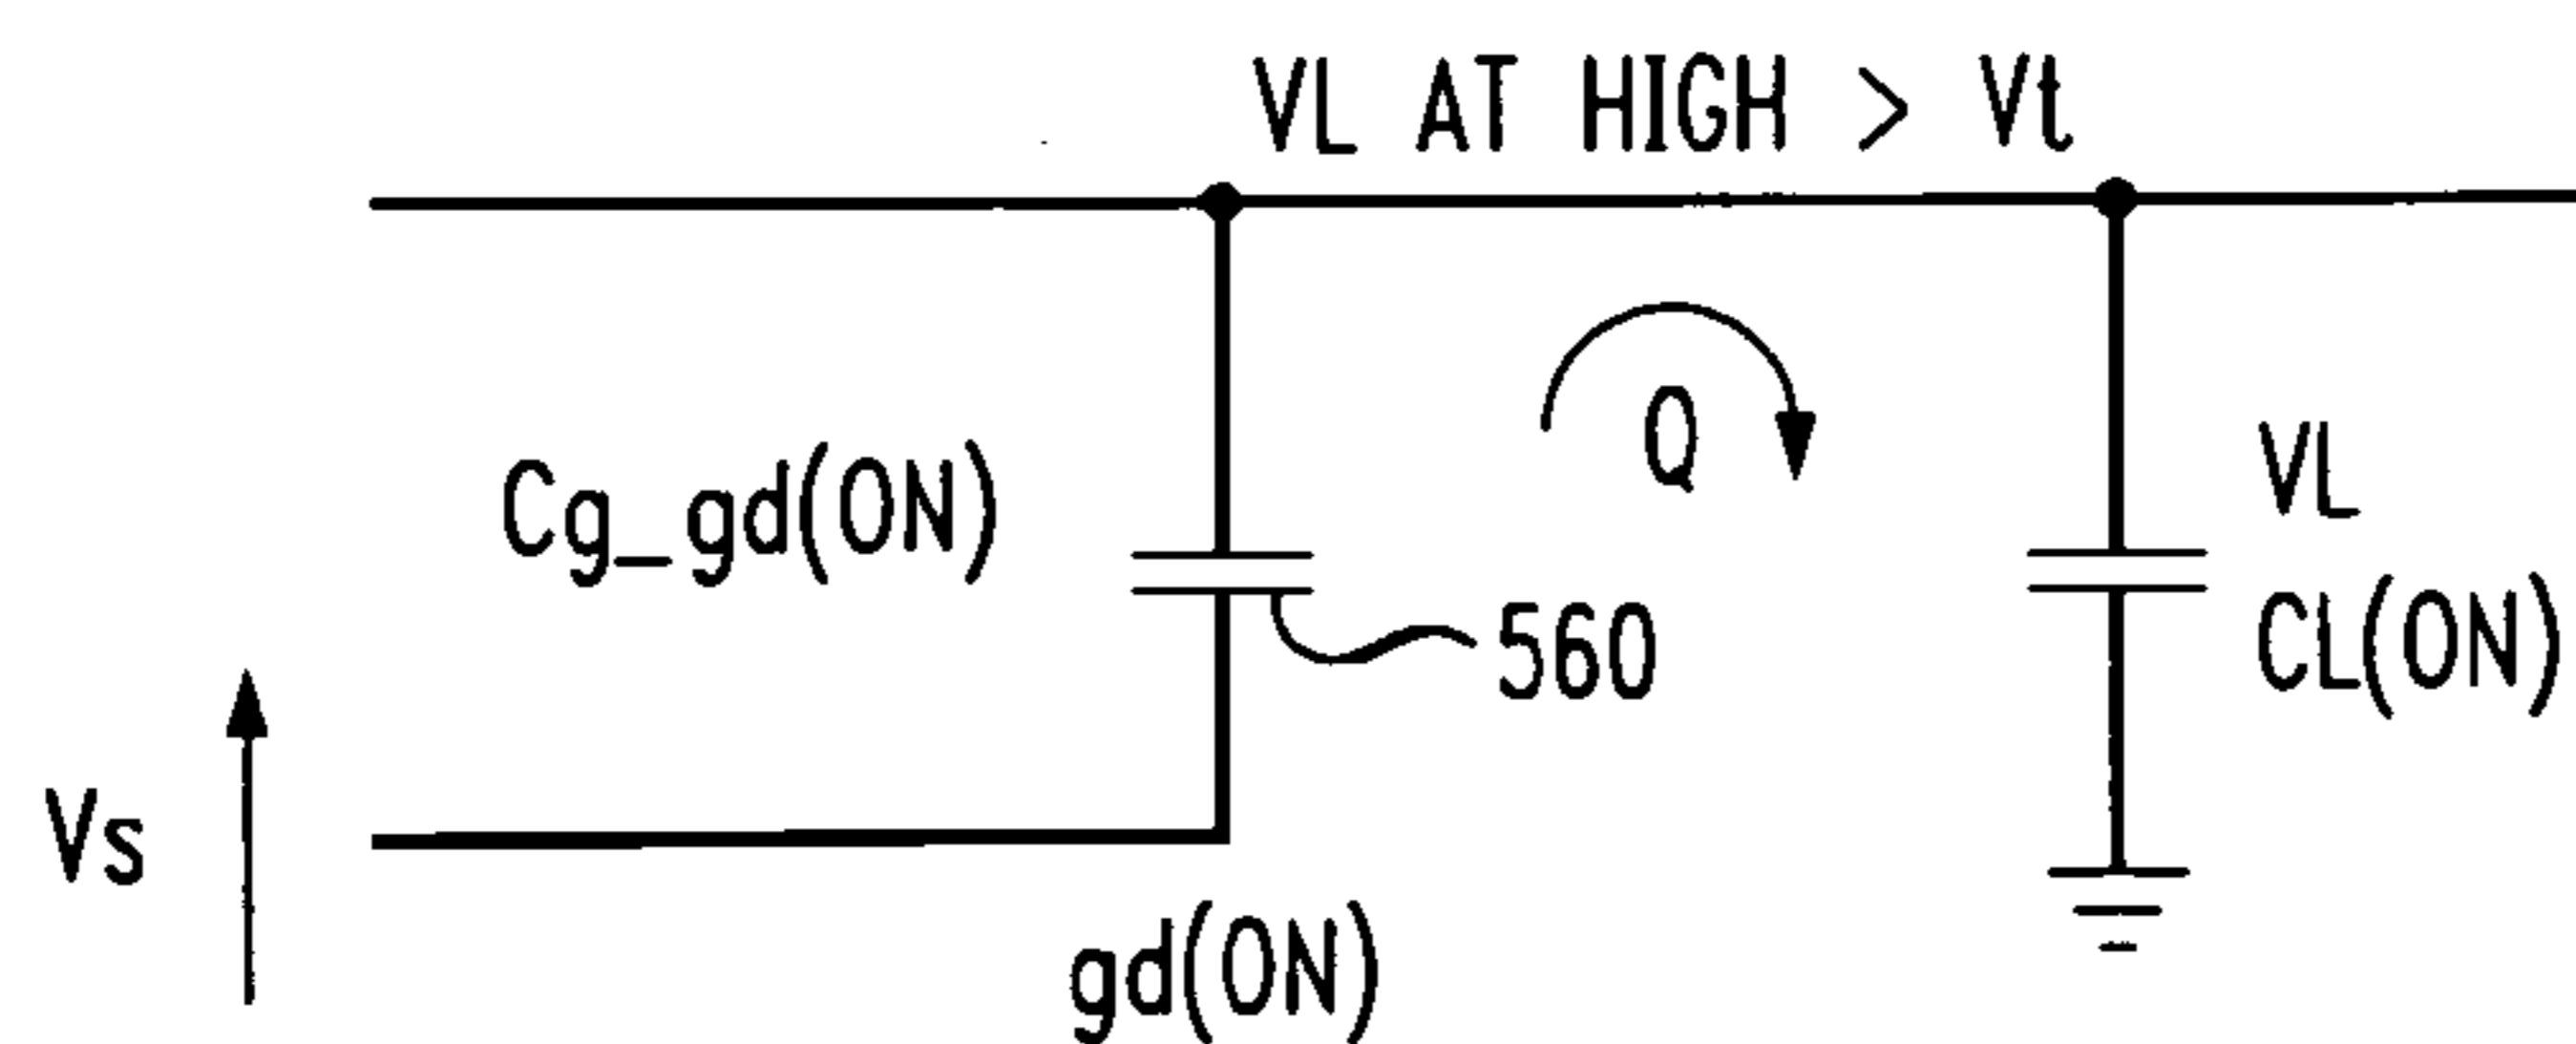 VL AT HIGH > Vt
Cg_gd(ON)
Q
VL
CL(ON)
560
Vs
gd(ON)